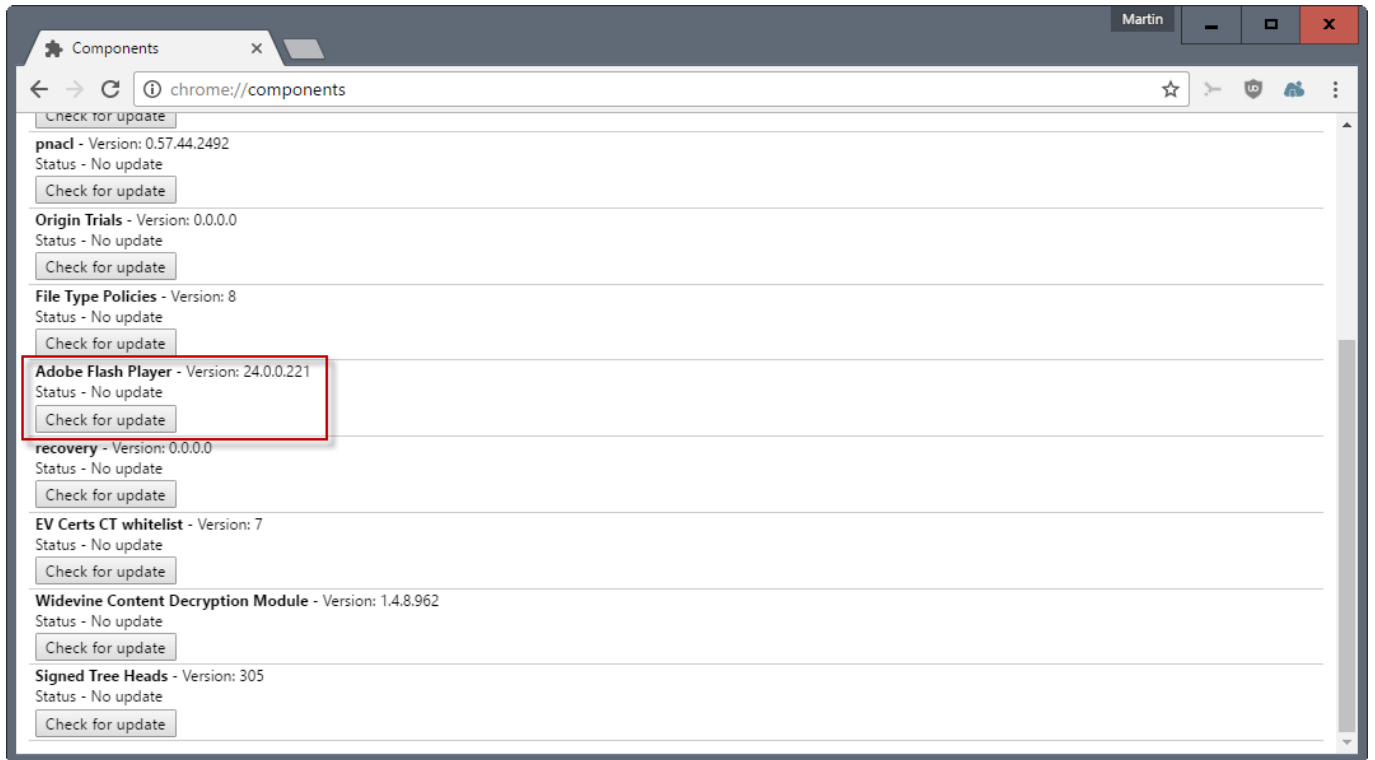 Martin
Components
chrome://components
Check for update
pnacl - Version: 0.57.44.2492
Status - No update
Check for update
Origin Trials - Version: 0.0.0.0
Status - No update
Check for update
File Type Policies - Version: 8
Status - No update
Check for update
Adobe Flash Player - Version: 24.0.0.221
Status - No update
Check for update
recovery - Version: 0.0.0.0
Status - No update
Check for update
EV Certs CT whitelist - Version: 7
Status - No update
Check for update
Widevine Content Decryption Module - Version: 1.4.8.962
Status - No update
Check for update
Signed Tree Heads - Version: 305
Status - No update
Check for update